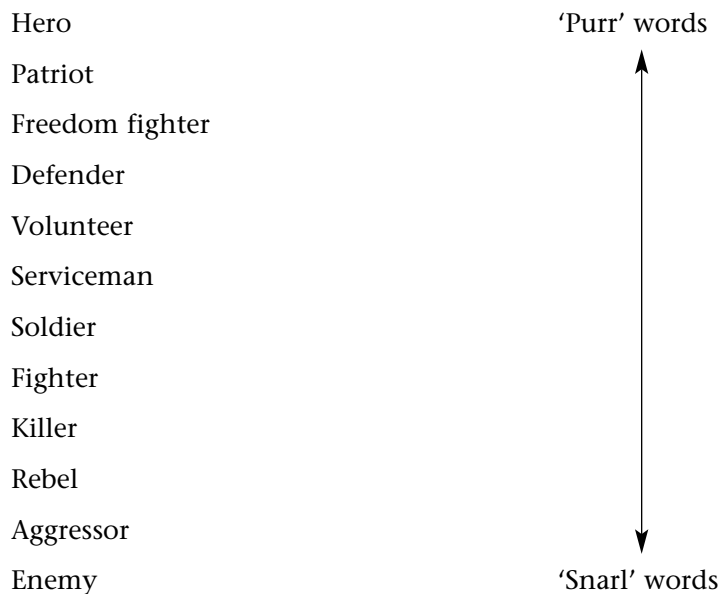 Hero ‘Purr’ words
Patriot
Freedom fighter
Defender
Volunteer
Serviceman
Soldier
Fighter
Killer
Rebel
Aggressor
Enemy ‘Snarl’ words